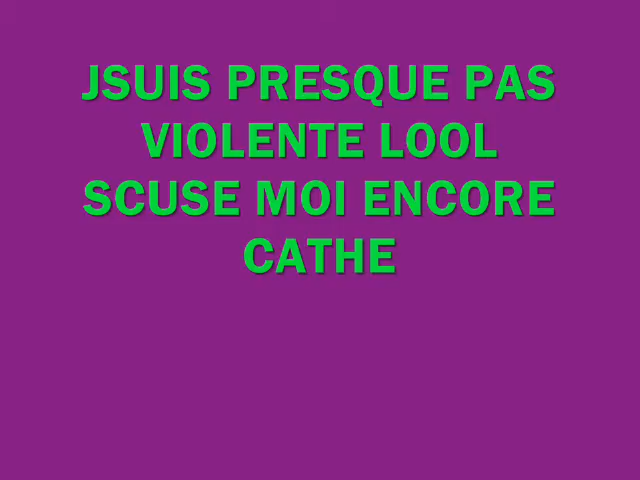 JSUIS PRESQUE PAS
VIOLENTE LOOL
SCUSE MOI ENCORE
CATHE